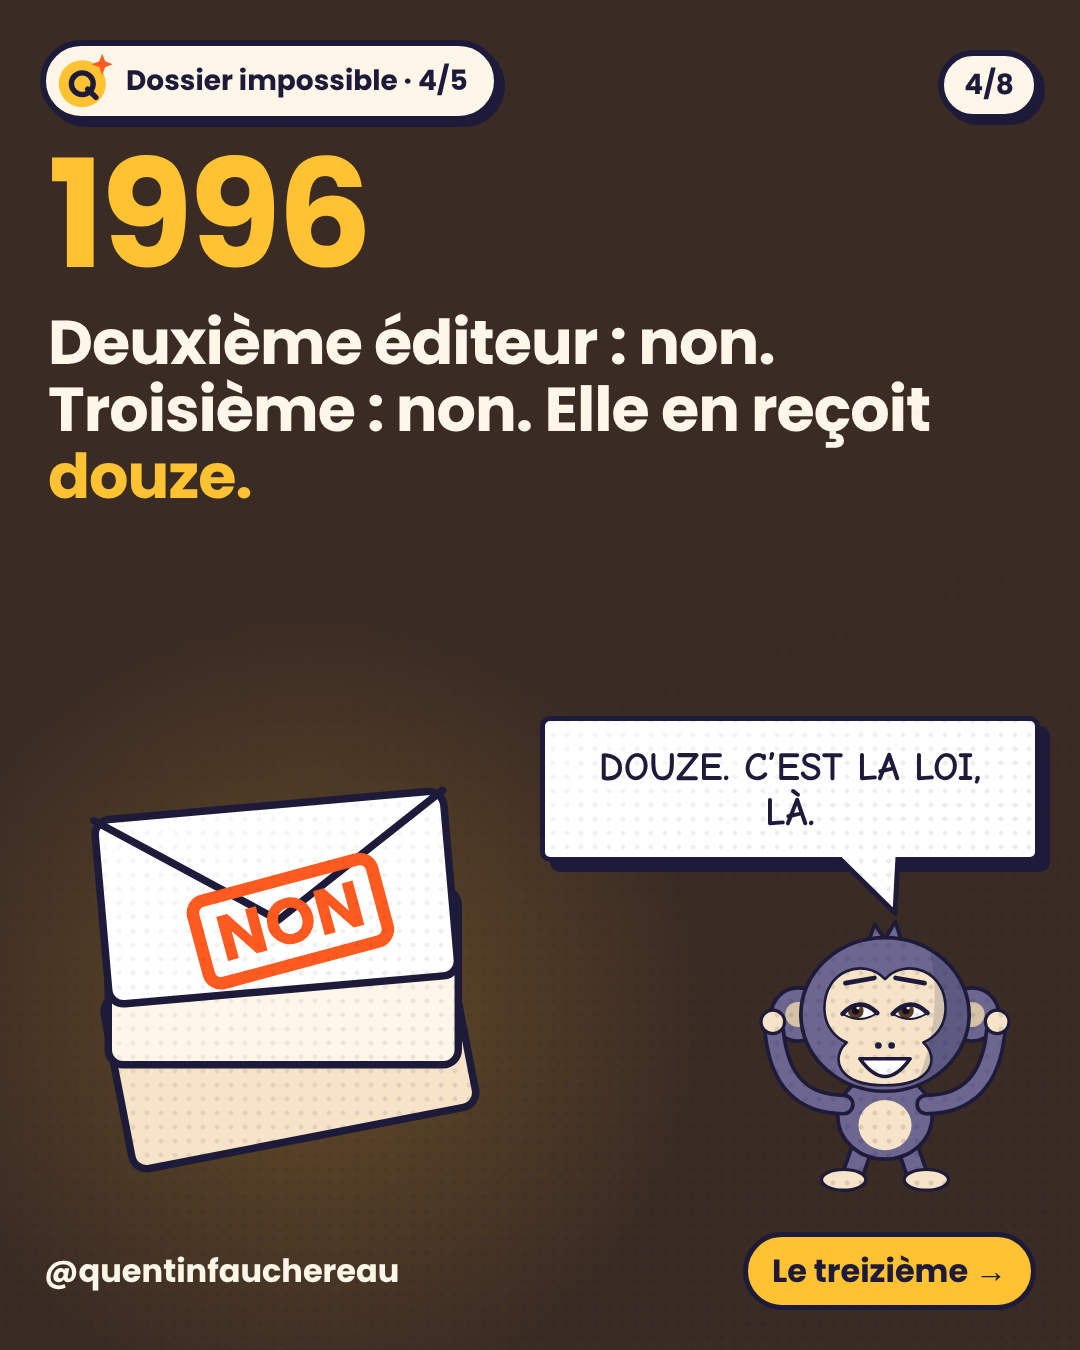 Q
Dossier impossible · 4/5
4/8
1996
Deuxième éditeur : non.
Troisième : non. Elle en reçoit
douze.
DOUZE. C'EST LA LOI,
LÀ.
NON
@quentinfauchereau
Le treizième →